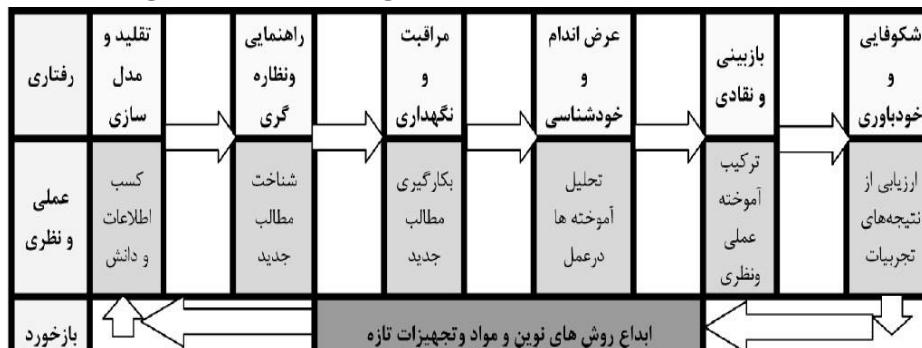 تقلید و
مدل
سازی
راهنمایی
ونظاره
گری
مراقبت
و
نگهداری
عرض اندام
و
خودشناسی
بازبینی
و نقادی
شکوفایی
و
خودباوری
رفتاری
کسب
اطلاعات
و دانش
شناخت
مطالب
جدید
بکارگیری
مطالب
جدید
تحلیل
آموخته ها
درعمل
ترکیب
آموخته
عملی
ونظری
ارزیابی از
نتیجه‌های
تجربیات
عملی
و نظری
ابداع روش های نوین و مواد وتجهیزات تازه
بازخورد